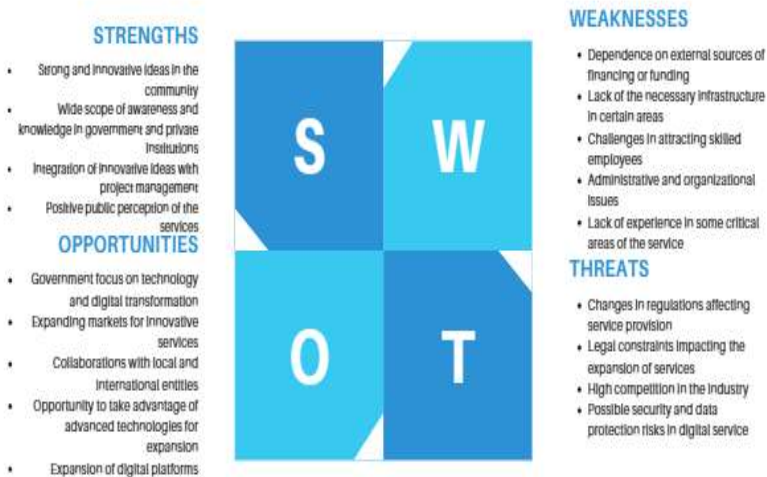 STRENGTHS
• Strong and innovative ideas in the
community
• Wide scope of awareness and
knowledge in government and private
institutions
• Integration of innovative ideas with
project management
• Positive public perception of the
services
OPPORTUNITIES
• Government focus on technology
and digital transformation
• Expanding markets for innovative
services
• Collaborations with local and
international entities
• Opportunity to take advantage of
advanced technologies for
expansion
• Expansion of digital platforms
S
W
O
T
WEAKNESSES
• Dependence on external sources of
financing or funding
• Lack of the necessary infrastructure
in certain areas
• Challenges in attracting skilled
employees
• Administrative and organizational
issues
• Lack of experience in some critical
areas of the service
THREATS
• Changes in regulations affecting
service provision
• Legal constraints impacting the
expansion of services
• High competition in the industry
• Possible security and data
protection risks in digital service